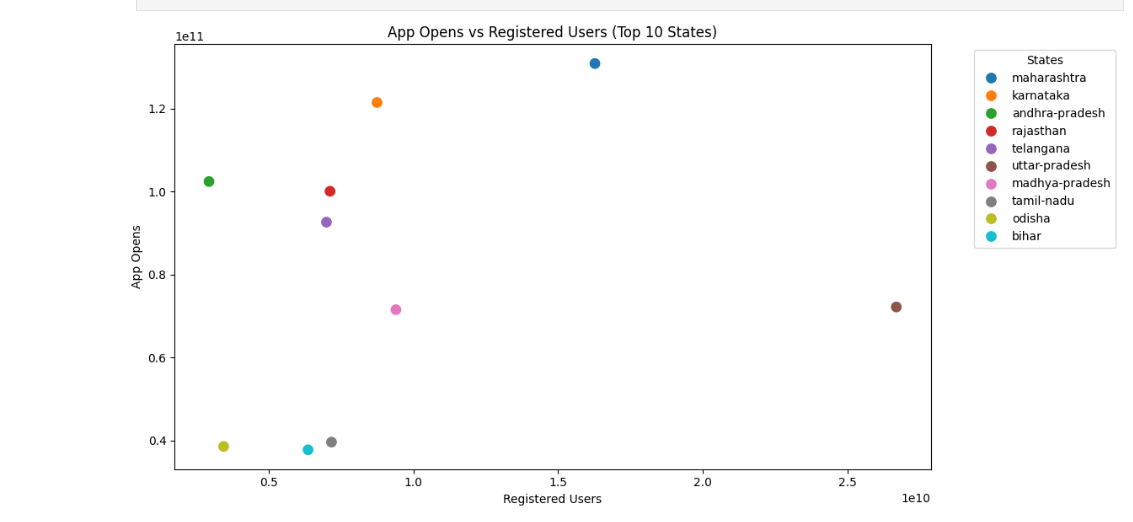 App Opens vs Registered Users (Top 10 States)
1e11
1.2
1.0
0.8
0.6
0.4
App Opens
0.5
1.0
1.5
2.0
2.5
Registered Users
1e10
States
maharashtra
karnataka
andhra-pradesh
rajasthan
telangana
uttar-pradesh
madhya-pradesh
tamil-nadu
odisha
bihar